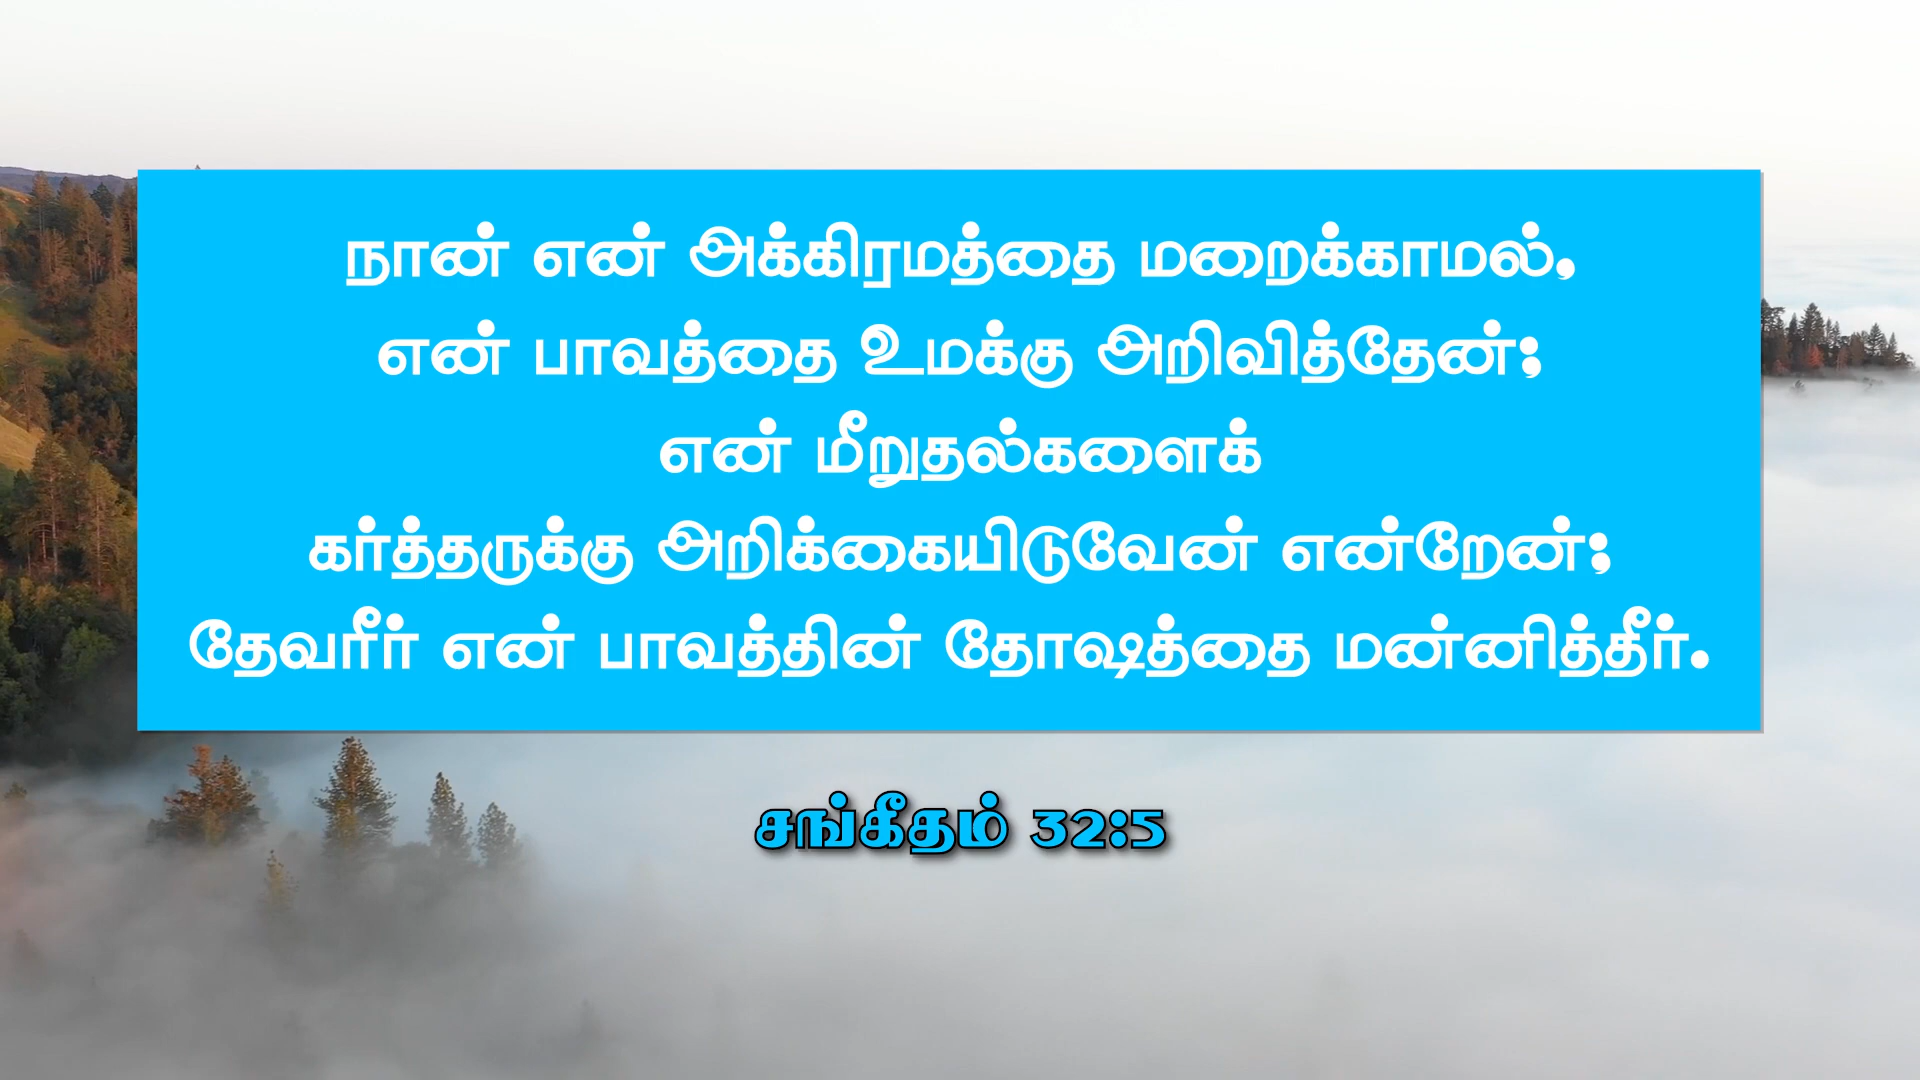 நான் என் அக்கிரமத்தை மறைக்காமல்,
என் பாவத்தை உமக்கு அறிவித்தேன்;
என் மீறுதல்களைக்
கர்த்தருக்கு அறிக்கையிடுவேன் என்றேன்;
தேவரீர் என் பாவத்தின் தோஷத்தை மன்னித்தீர்.
சங்கீதம் 32:5